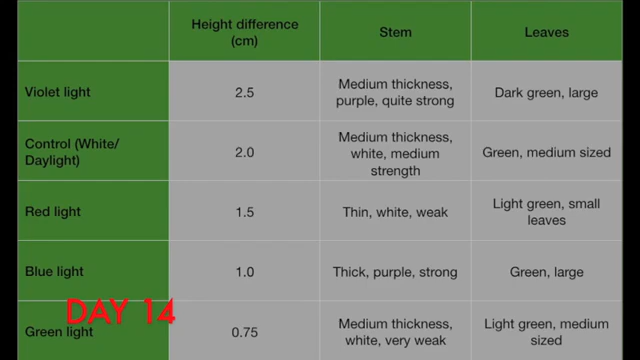 Height difference
(cm)
Stem
Leaves
Violet light
2.5
Medium thickness,
purple, quite strong
Dark green, large
Control (White/
Daylight)
2.0
Medium thickness,
white, medium
strength
Green, medium sized
Red light
1.5
Thin, white, weak
Light green, small
leaves
Blue light
1.0
Thick, purple, strong
Green, large
DAY 14
Green light
0.75
Medium thickness,
white, very weak
Light green, medium
sized